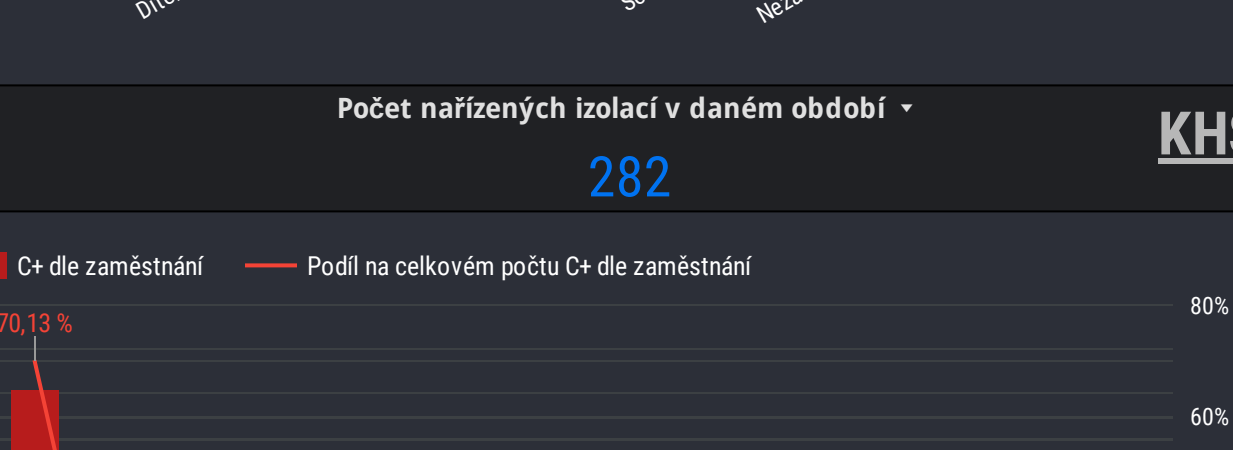 Počet nařízených izolací v daném období
282
C+ dle zaměstnání
Podíl na celkovém počtu C+ dle zaměstnání
80%
70,13 %
60%